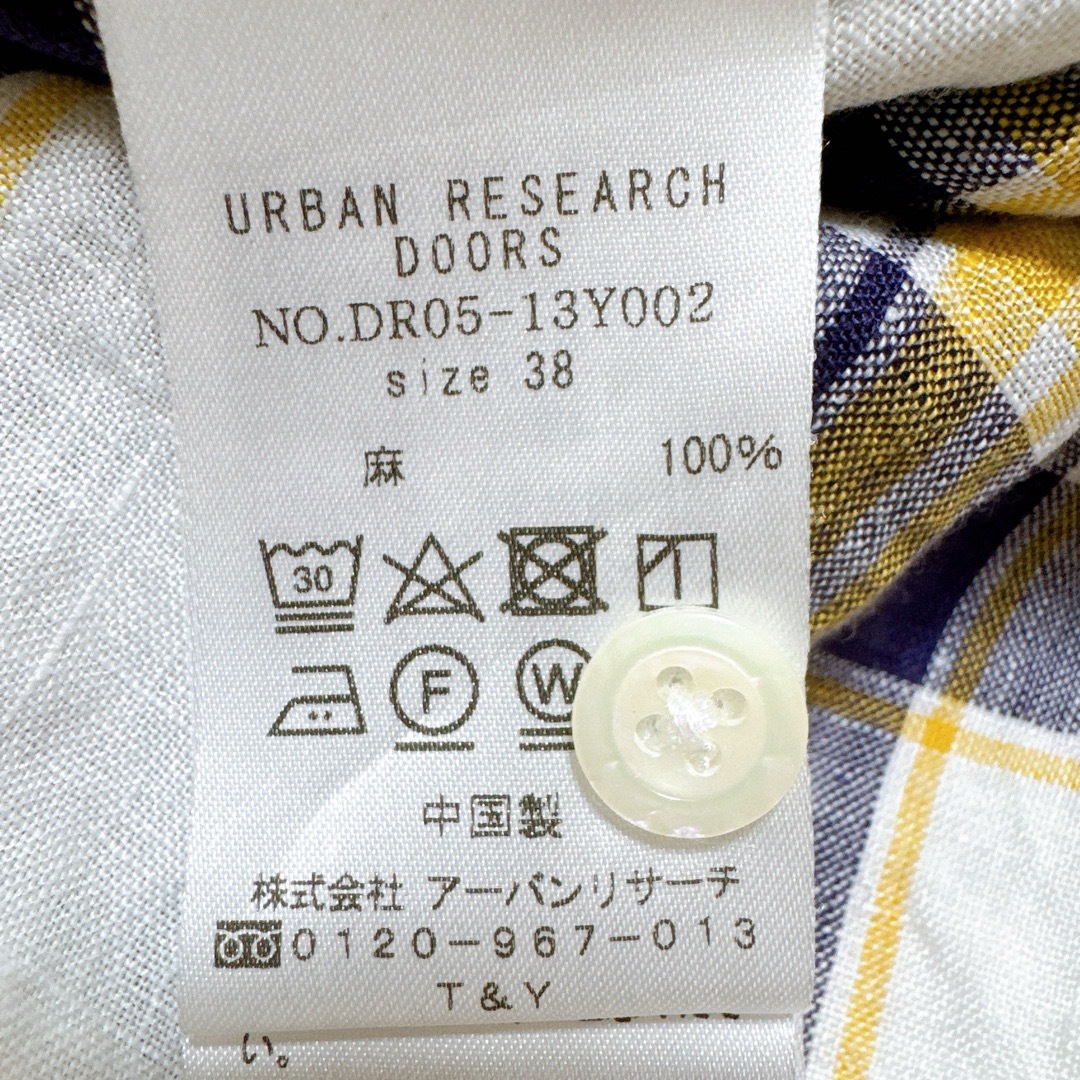 URBAN RESEARCH
DOORS
NO.DR05-13Y002
size 38
麻 100%
30
F W
中国製
株式会社 アーバンリサーチ
0120-967-013
T&Y
い。